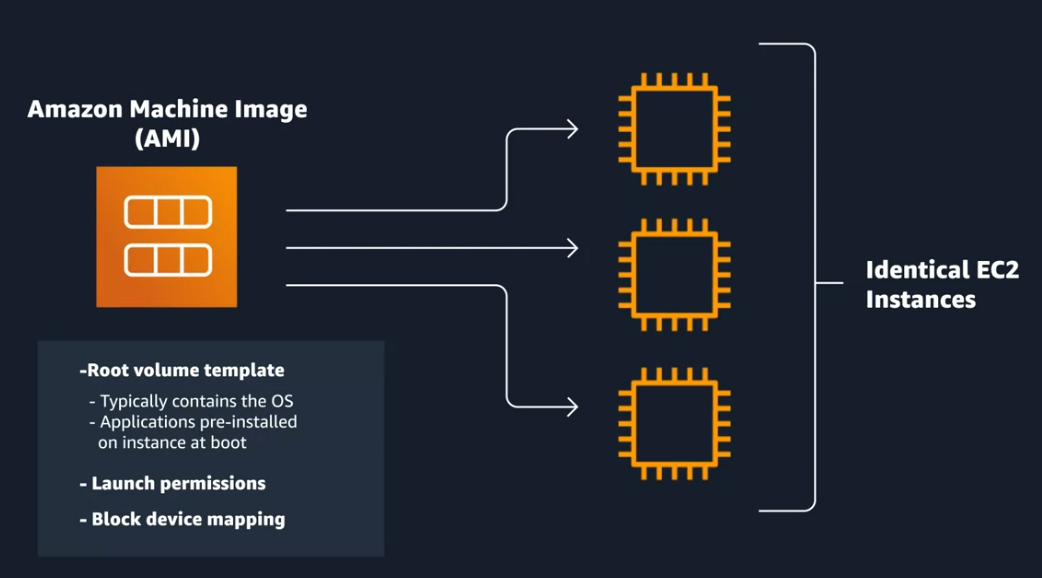 Amazon Machine Image
(AMI)
-Root volume template
- Typically contains the OS
- Applications pre-installed
on instance at boot
- Launch permissions
- Block device mapping
Identical EC2
Instances